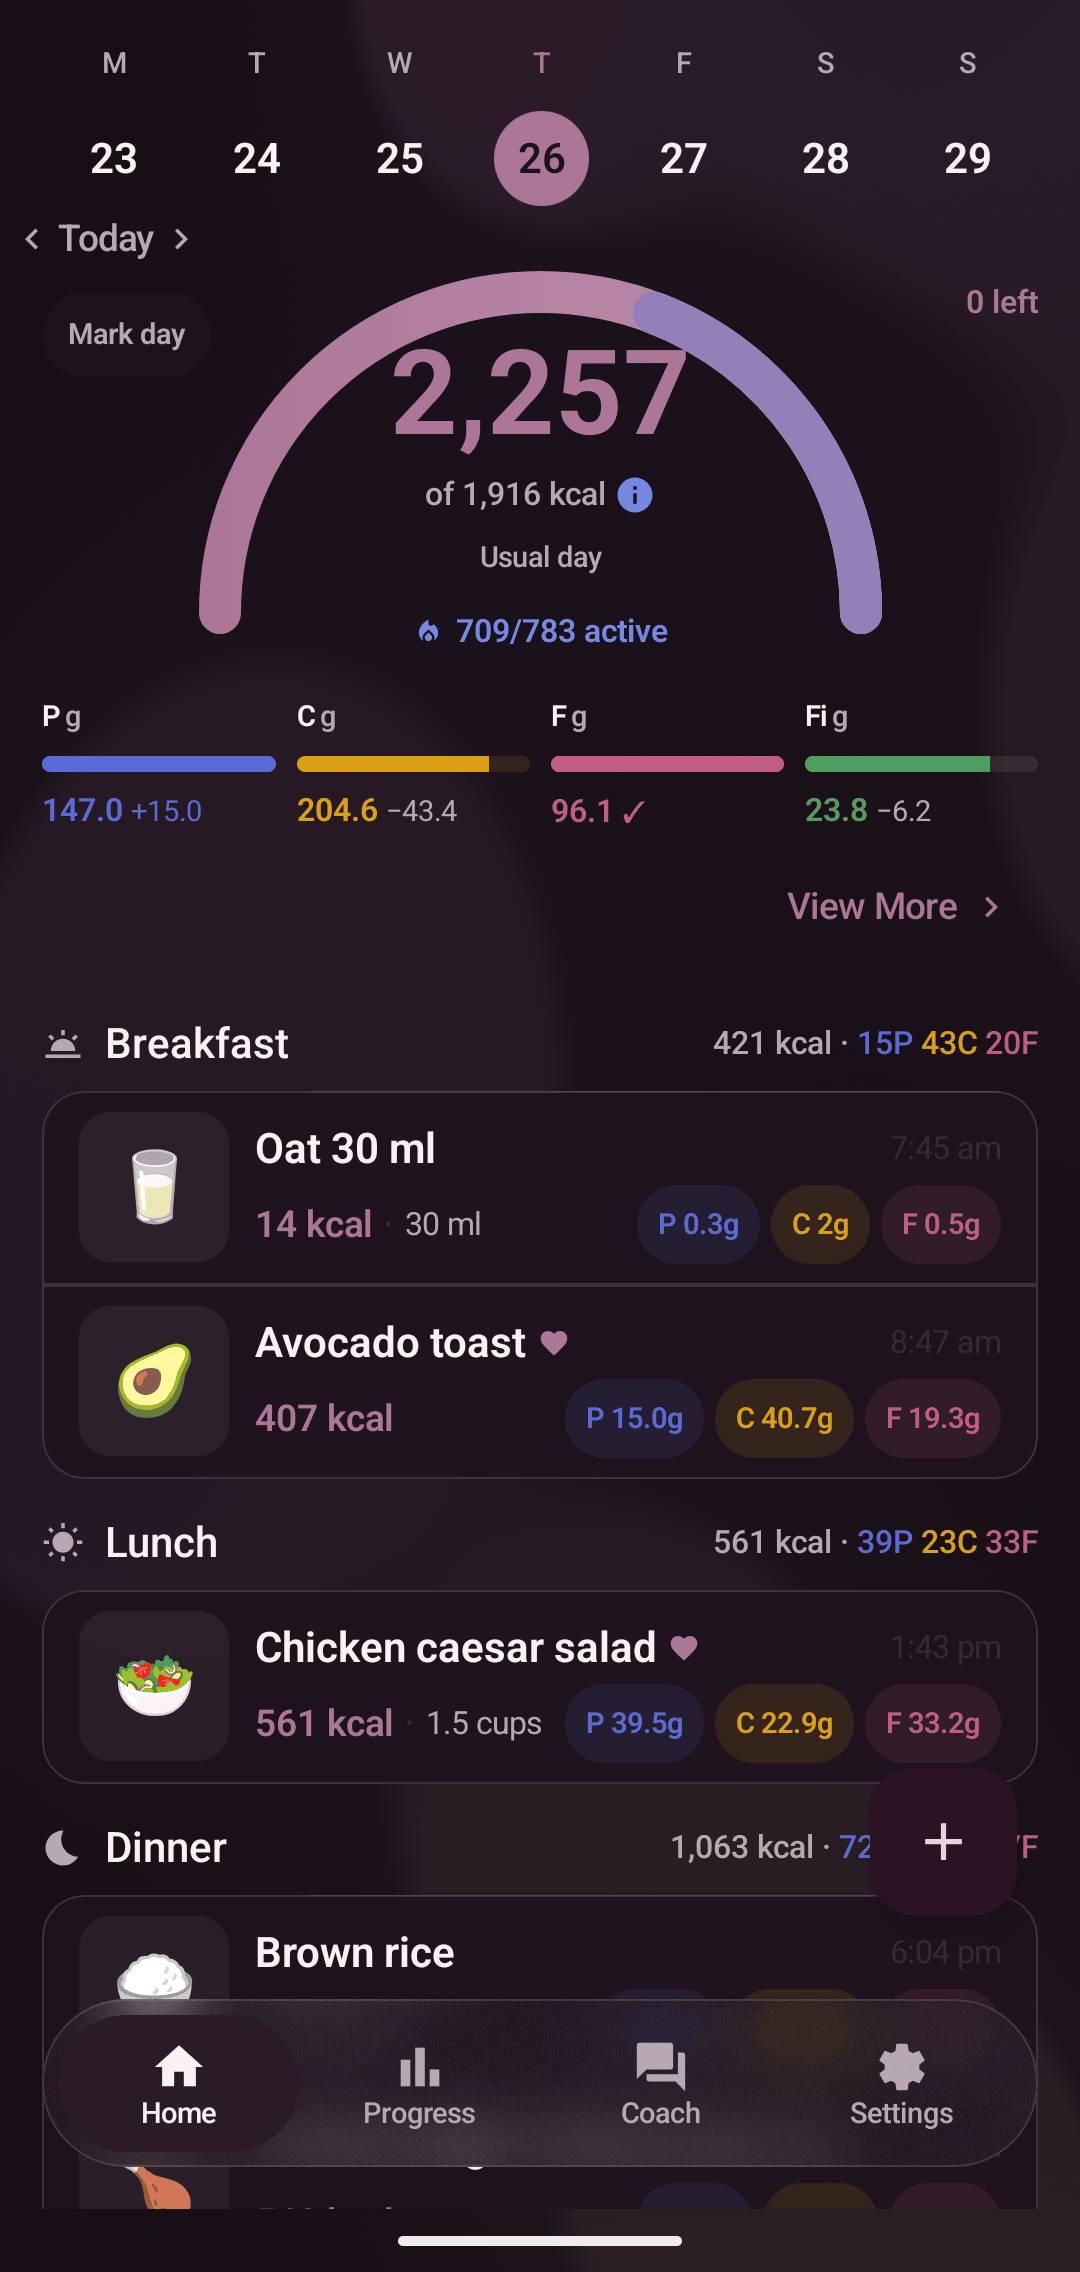 M T W T F S S
23 24 25 26 27 28 29
Today
Mark day
0 left
2,257
of 1,916 kcal
Usual day
709/783 active
P g C g F g Fi g
147.0 +15.0 204.6 −43.4 96.1 ✓ 23.8 −6.2
View More
Breakfast 421 kcal · 15P 43C 20F
Oat 30 ml 7:45 am
14 kcal · 30 ml P 0.3g C 2g F 0.5g
Avocado toast 8:47 am
407 kcal P 15.0g C 40.7g F 19.3g
Lunch 561 kcal · 39P 23C 33F
Chicken caesar salad 1:43 pm
561 kcal · 1.5 cups P 39.5g C 22.9g F 33.2g
Dinner 1,063 kcal · 72 F
+
Brown rice 6:04 pm
Home Progress Coach Settings